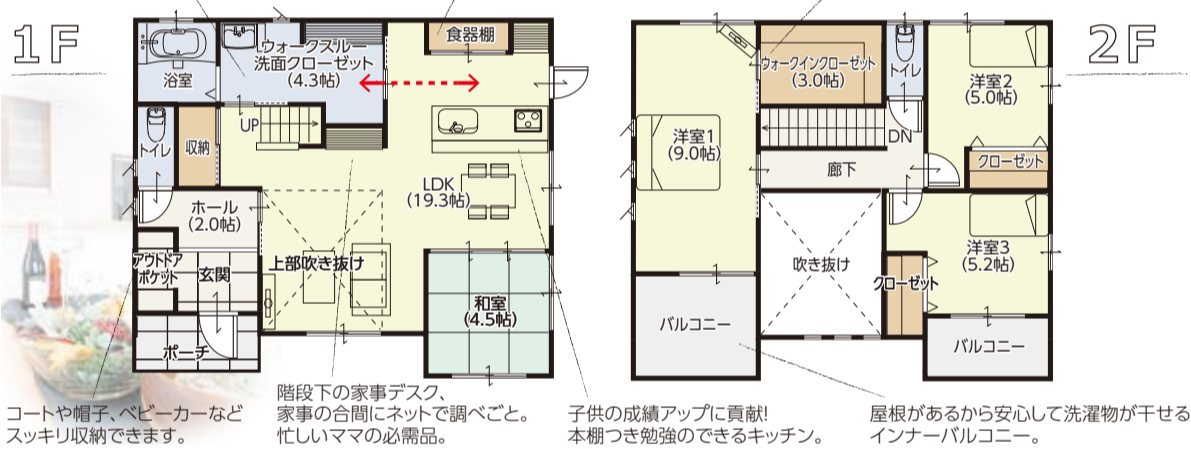 1F
浴室
ウォークスルー
洗面クローゼット
(4.3帖)
食器棚
トイレ
収納
UP
ホール
(2.0帖)
LDK
(19.3帖)
アウトドア
ポケット
玄関
上部吹き抜け
和室
(4.5帖)
ポーチ
コートや帽子、ベビーカーなど
スッキリ収納できます。
階段下の家事デスク、
家事の合間にネットで調べごと。
忙しいママの必需品。
子供の成績アップに貢献!
本棚つき勉強のできるキッチン。
2F
ウォークインクローゼット
(3.0帖)
トイレ
洋室2
(5.0帖)
洋室1
(9.0帖)
DN
クローゼット
廊下
吹き抜け
洋室3
(5.2帖)
クローゼット
バルコニー
バルコニー
屋根があるから安心して洗濯物が干せる
インナーバルコニー。